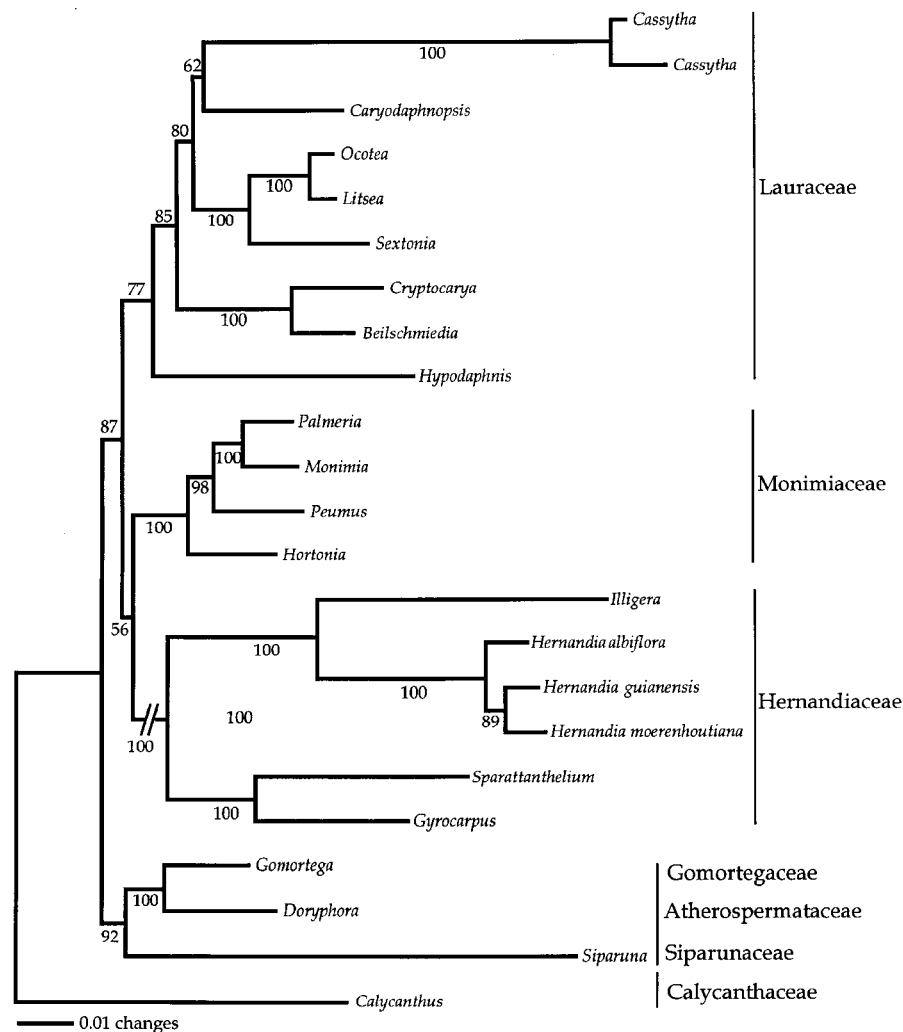 Cassytha
100
Cassytha
62
Caryodaphnopsis
80
Ocotea
100
Litsea
Lauraceae
100
85
Sextonia
77
Cryptocarya
100
Beilschmiedia
Hypodaphnis
87
Palmeria
100
Monimia
98
Monimiaceae
Peumus
100
Hortonia
56
Illigera
100
Hernandia albiflora
100
Hernandia guianensis
Hernandiaceae
100
89
Hernandia moerenhoutiana
100
Sparattanthelium
100
Gyrocarpus
Gomortega
Gomortegaceae
100
Doryphora
Atherospermataceae
92
Siparuna
Siparunaceae
Calycanthus
Calycanthaceae
0.01 changes